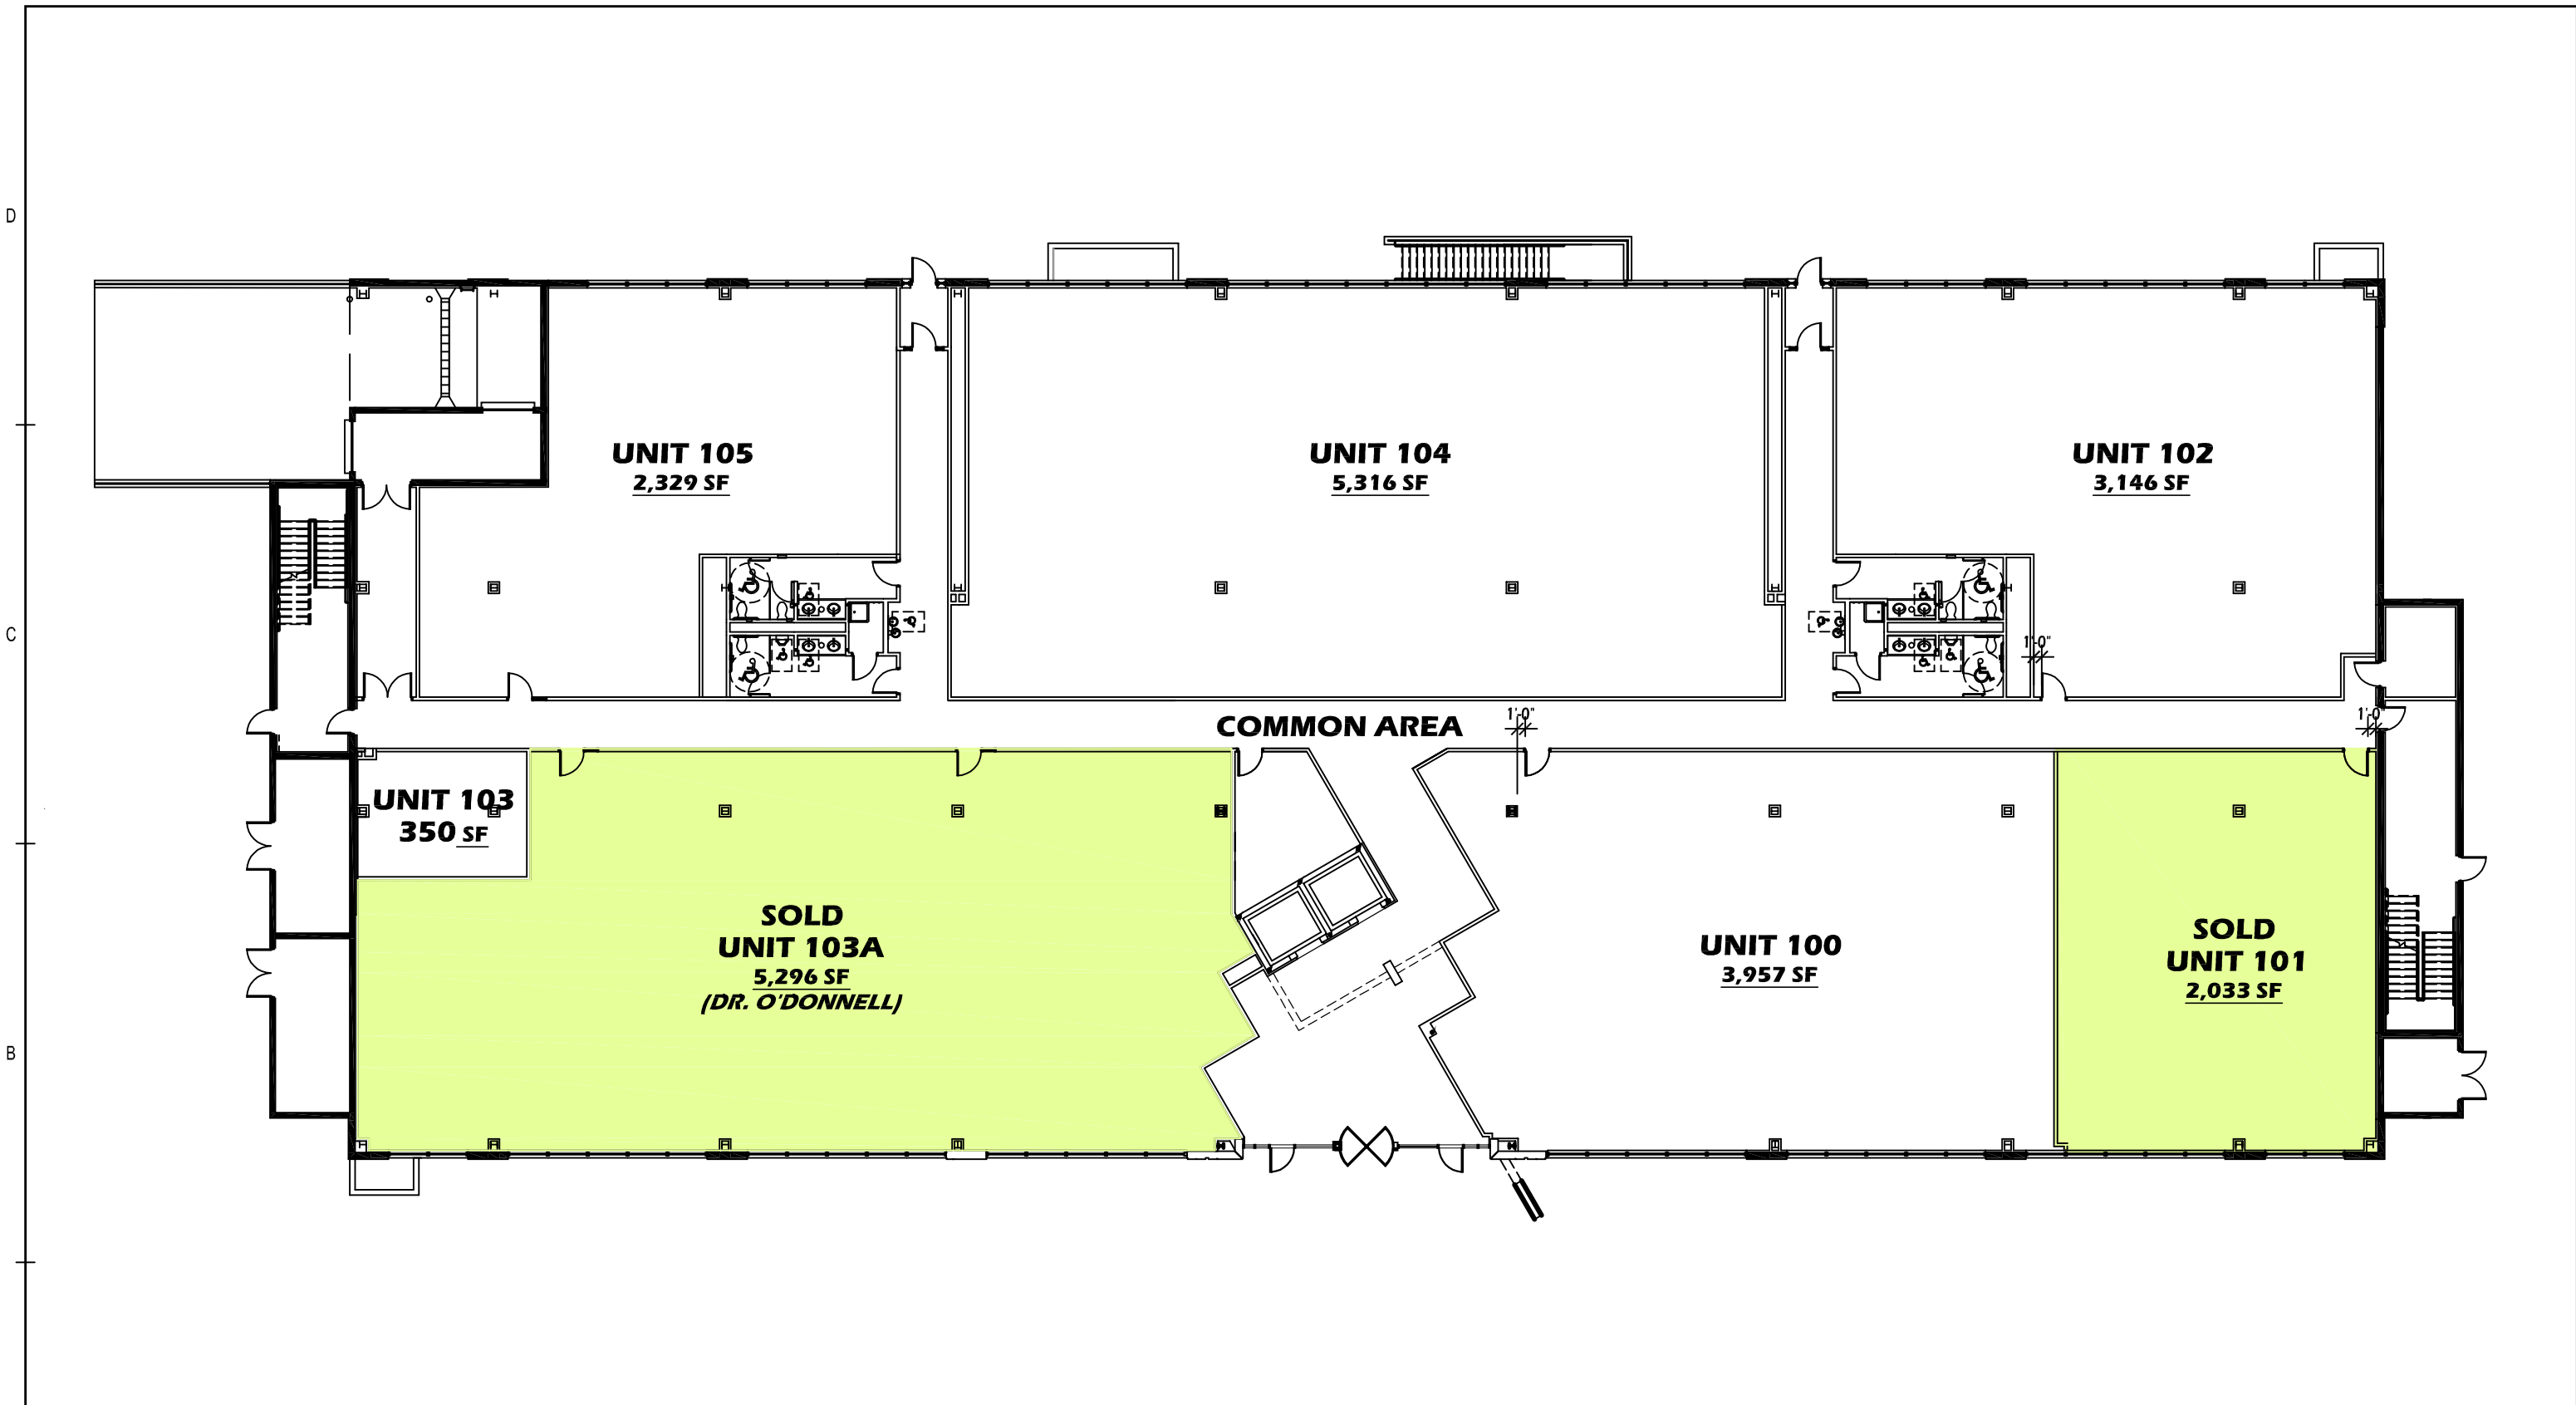 D
UNIT 105
2,329 SF
UNIT 104
5,316 SF
UNIT 102
3,146 SF
C
1'-0"
COMMON AREA
1'-0"
1'-0"
UNIT 103
350 SF
SOLD
UNIT 103A
5,296 SF
(DR. O'DONNELL)
UNIT 100
3,957 SF
SOLD
UNIT 101
2,033 SF
B